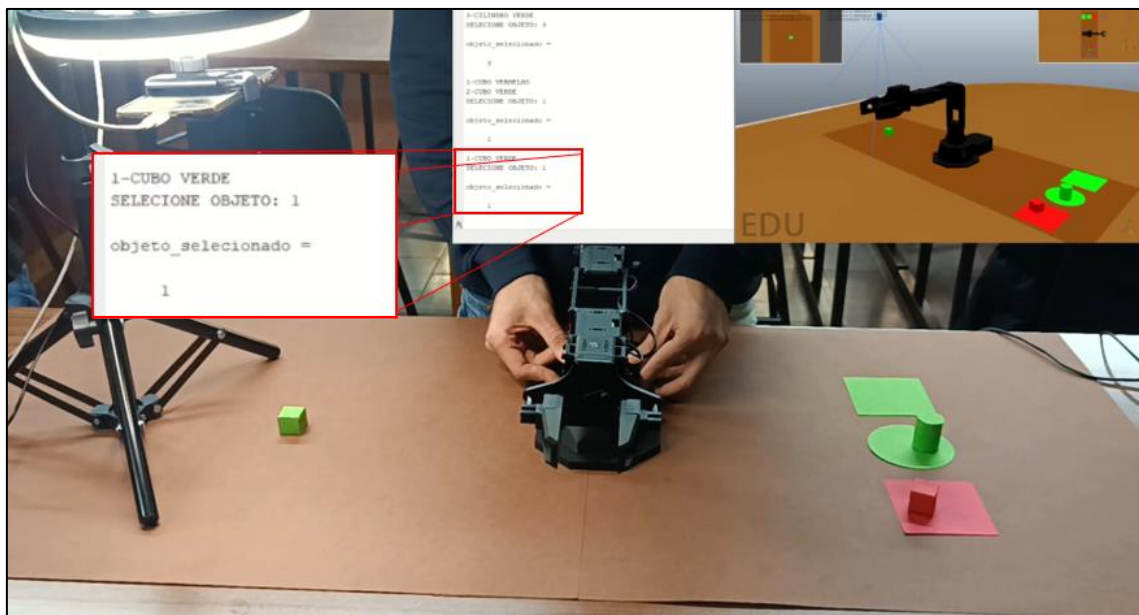 3-CILINDRO VERDE
SELECIONE OBJETO: 3
objeto_selecionado =
3
1-CUBO VERMELHO
2-CUBO VERDE
SELECIONE OBJETO: 1
objeto_selecionado =
1
1-CUBO VERDE
SELECIONE OBJETO: 1
objeto_selecionado =
1
1-CUBO VERDE
SELECIONE OBJETO: 1
objeto_selecionado =
1
EDU